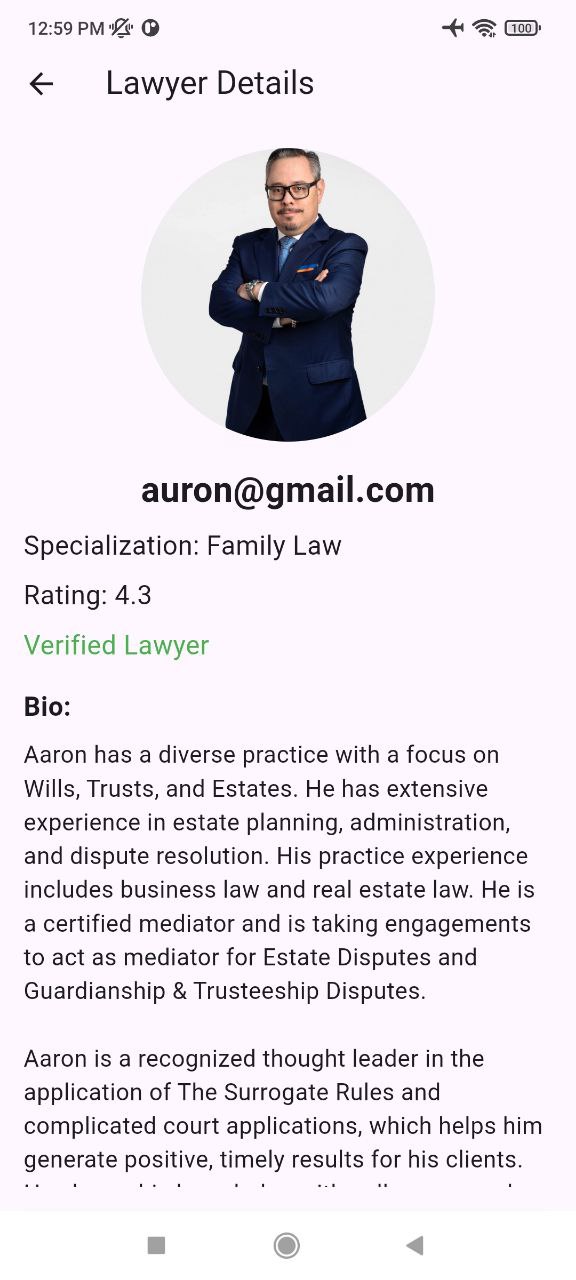 12:59 PM
100
Lawyer Details
auron@gmail.com
Specialization: Family Law
Rating: 4.3
Verified Lawyer
Bio:
Aaron has a diverse practice with a focus on
Wills, Trusts, and Estates. He has extensive
experience in estate planning, administration,
and dispute resolution. His practice experience
includes business law and real estate law. He is
a certified mediator and is taking engagements
to act as mediator for Estate Disputes and
Guardianship & Trusteeship Disputes.
Aaron is a recognized thought leader in the
application of The Surrogate Rules and
complicated court applications, which helps him
generate positive, timely results for his clients.